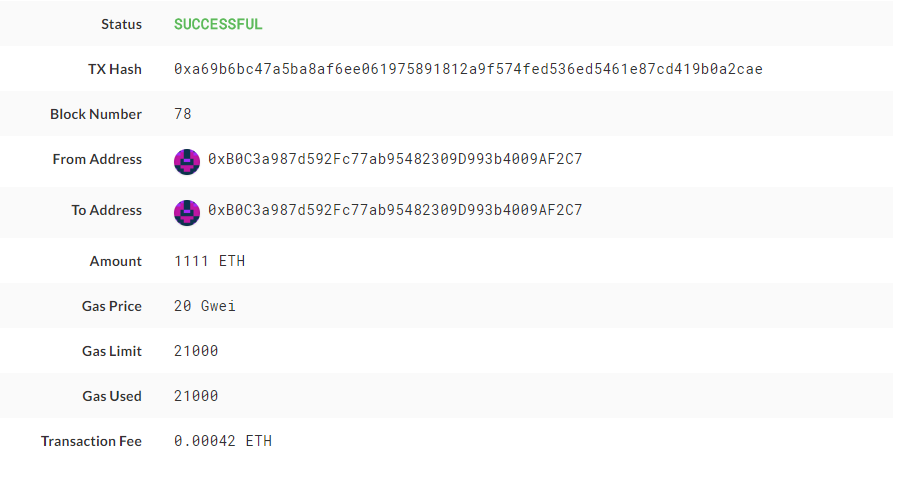 Status SUCCESSFUL
TX Hash 0xa69b6bc47a5ba8af6ee061975891812a9f574fed536ed5461e87cd419b0a2cae
Block Number 78
From Address 0xB0C3a987d592Fc77ab95482309D993b4009AF2C7
To Address 0xB0C3a987d592Fc77ab95482309D993b4009AF2C7
Amount 1111 ETH
Gas Price 20 Gwei
Gas Limit 21000
Gas Used 21000
Transaction Fee 0.00042 ETH